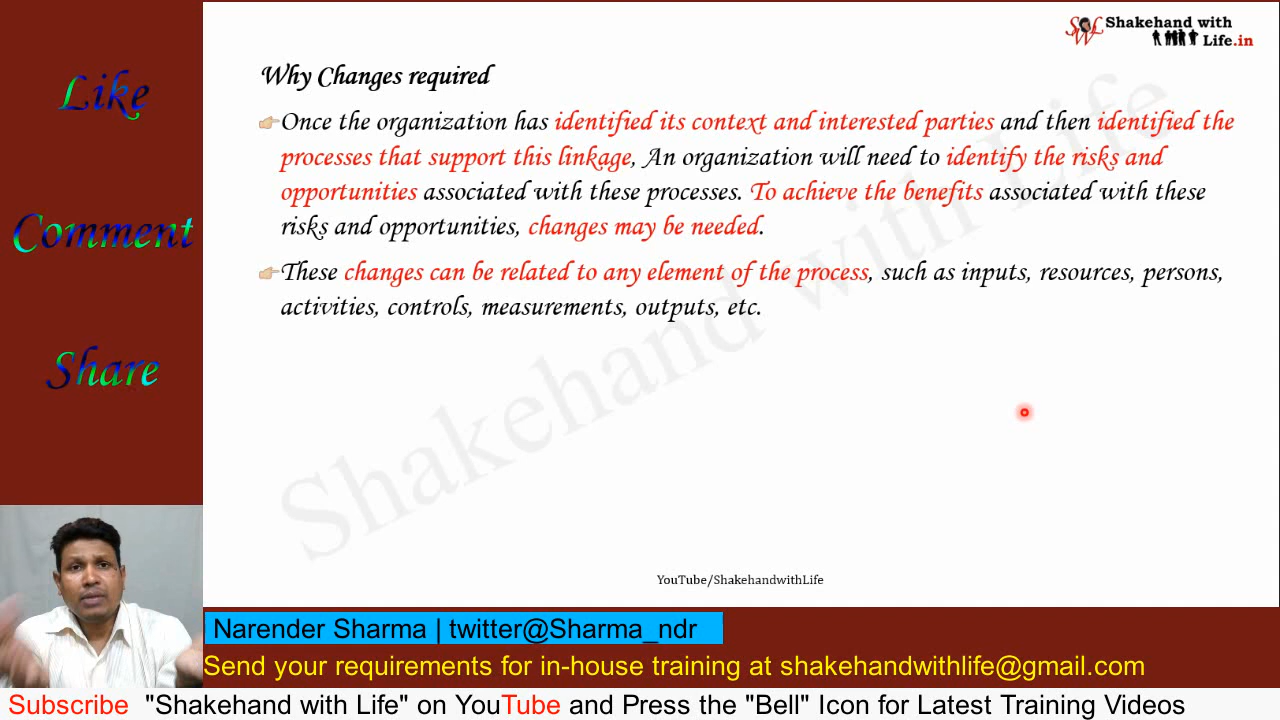 Like
Comment
Share
Shakehand with
Life.in
Why Changes required
Once the organization has identified its context and interested parties and then identified the
processes that support this linkage, An organization will need to identify the risks and
opportunities associated with these processes. To achieve the benefits associated with these
risks and opportunities, changes may be needed.
These changes can be related to any element of the process, such as inputs, resources, persons,
activities, controls, measurements, outputs, etc.
Shakehand with Life
YouTube/ShakehandwithLife
Narender Sharma | twitter@Sharma_ndr
Send your requirements for in-house training at shakehandwithlife@gmail.com
Subscribe "Shakehand with Life" on YouTube and Press the "Bell" Icon for Latest Training Videos